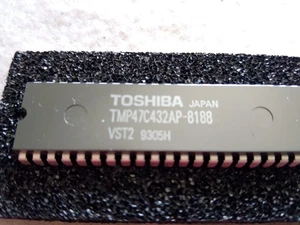 TOSHIBA JAPAN
TMP47C432AP-8188
VST2 9305H